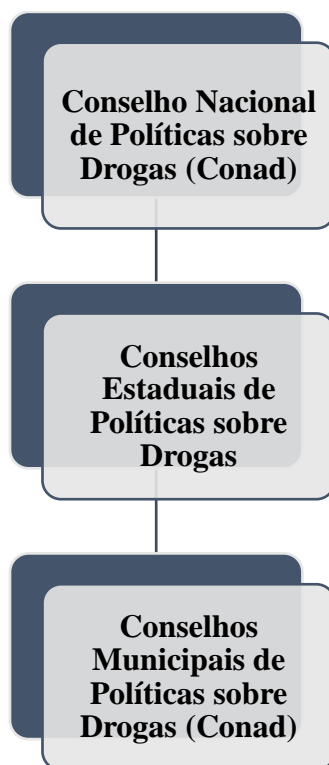 Conselho Nacional
de Políticas sobre
Drogas (Conad)
Conselhos
Estaduais de
Políticas sobre
Drogas
Conselhos
Municipais de
Políticas sobre
Drogas (Conad)